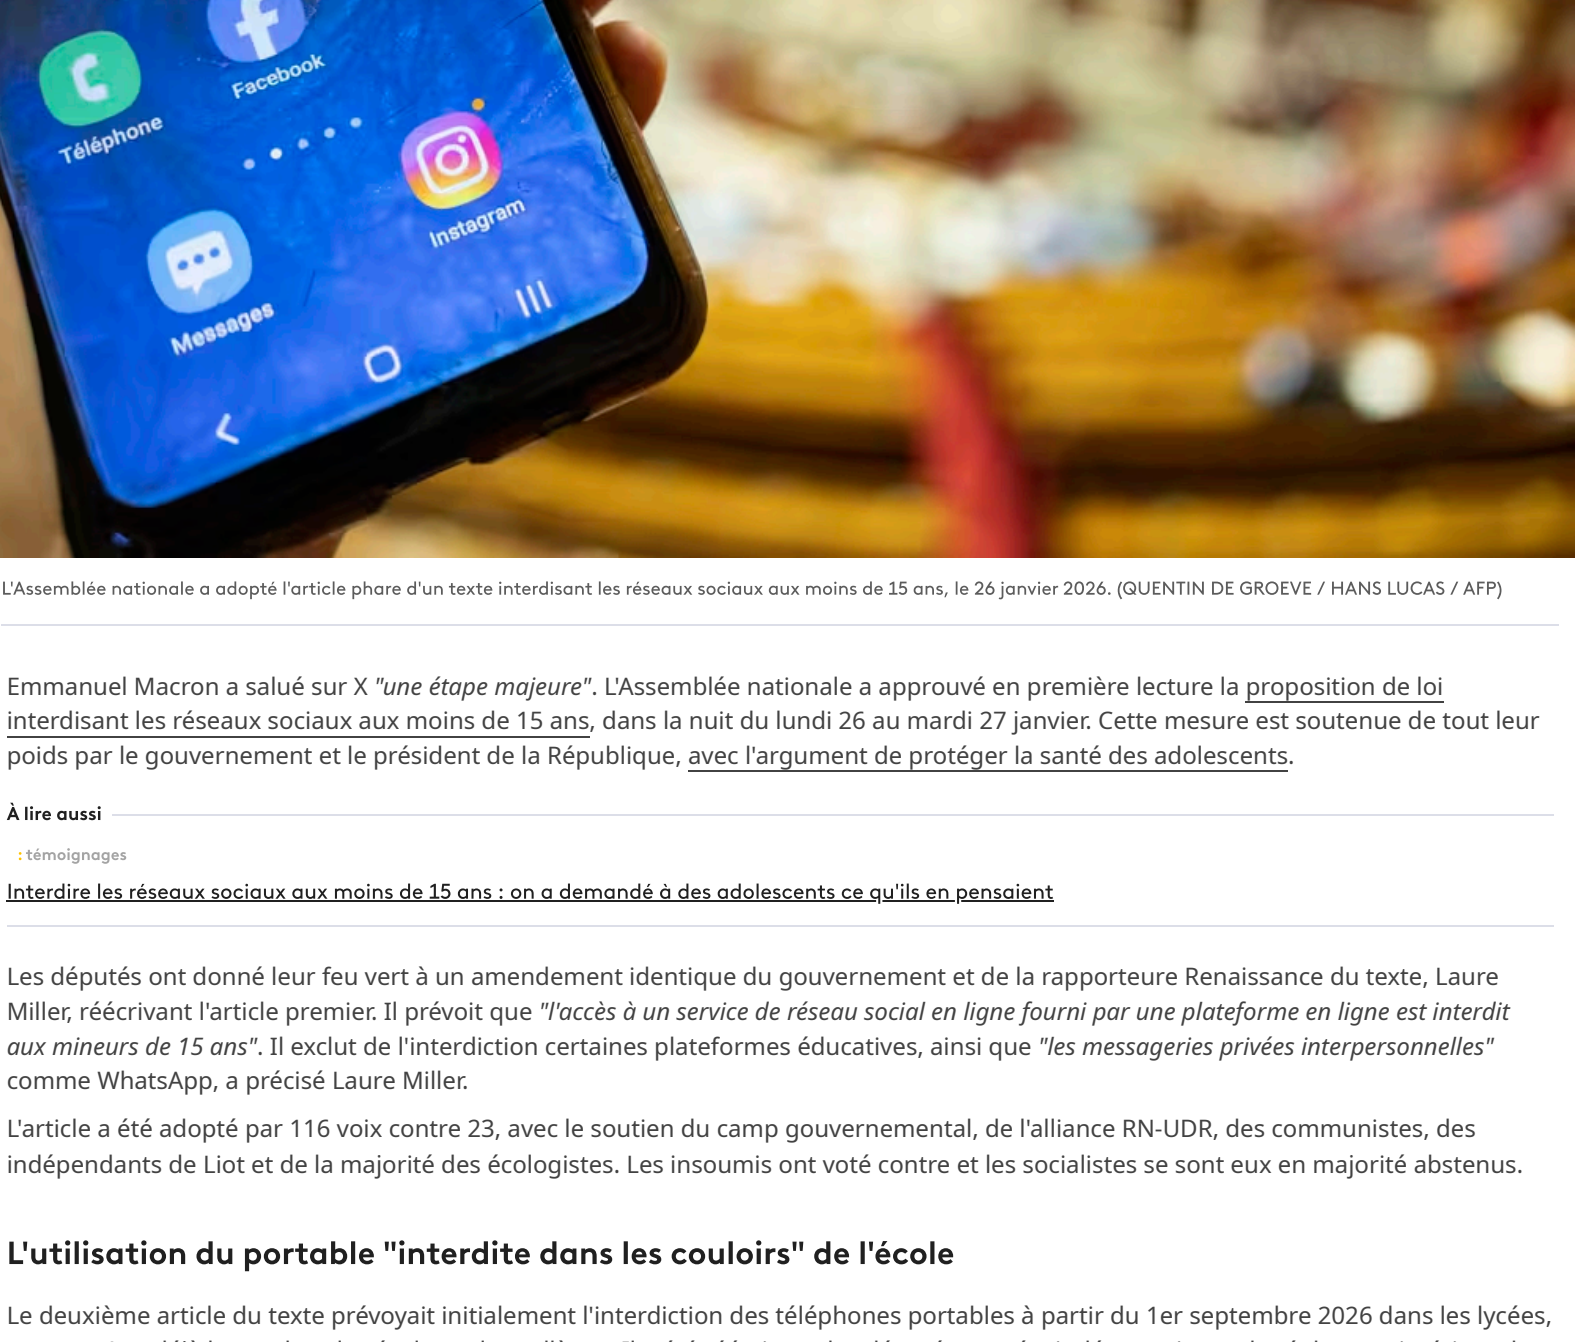 Facebook
Téléphone
Instagram
Messages
L'Assemblée nationale a adopté l'article phare d'un texte interdisant les réseaux sociaux aux moins de 15 ans, le 26 janvier 2026. (QUENTIN DE GROEVE / HANS LUCAS / AFP)
Emmanuel Macron a salué sur X "une étape majeure". L'Assemblée nationale a approuvé en première lecture la proposition de loi
interdisant les réseaux sociaux aux moins de 15 ans, dans la nuit du lundi 26 au mardi 27 janvier. Cette mesure est soutenue de tout leur
poids par le gouvernement et le président de la République, avec l'argument de protéger la santé des adolescents.
À lire aussi
: témoignages
Interdire les réseaux sociaux aux moins de 15 ans : on a demandé à des adolescents ce qu'ils en pensaient
Les députés ont donné leur feu vert à un amendement identique du gouvernement et de la rapporteure Renaissance du texte, Laure
Miller, réécrivant l'article premier. Il prévoit que "l'accès à un service de réseau social en ligne fourni par une plateforme en ligne est interdit
aux mineurs de 15 ans". Il exclut de l'interdiction certaines plateformes éducatives, ainsi que "les messageries privées interpersonnelles"
comme WhatsApp, a précisé Laure Miller.
L'article a été adopté par 116 voix contre 23, avec le soutien du camp gouvernemental, de l'alliance RN-UDR, des communistes, des
indépendants de Liot et de la majorité des écologistes. Les insoumis ont voté contre et les socialistes se sont eux en majorité abstenus.
L'utilisation du portable "interdite dans les couloirs" de l'école
Le deuxième article du texte prévoyait initialement l'interdiction des téléphones portables à partir du 1er septembre 2026 dans les lycées,